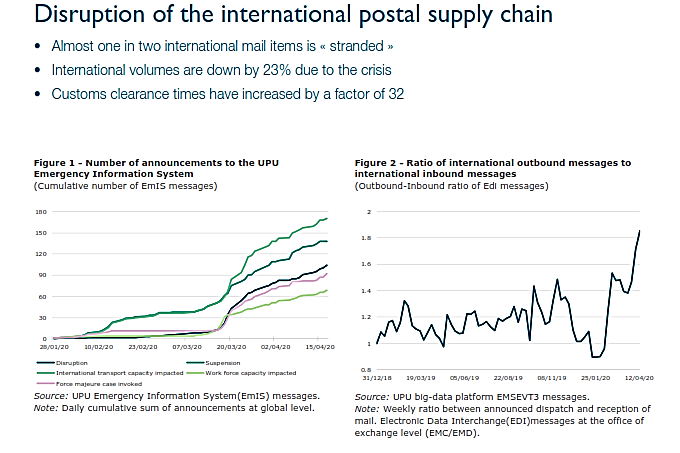 Disruption of the international postal supply chain
• Almost one in two international mail items is « stranded »
• International volumes are down by 23% due to the crisis
• Customs clearance times have increased by a factor of 32
Figure 1 – Number of announcements to the UPU
Emergency Information System
(Cumulative number of EmIS messages)
180
150
120
90
60
30
0
28/01/20 10/02/20 23/02/20 07/03/20 20/03/20 02/04/20 15/04/20
Disruption Suspension
International transport capacity impacted Work force capacity impacted
Force majeure case invoked
Source: UPU Emergency Information System(EmIS) messages.
Note: Daily cumulative sum of announcements at global level.
Figure 2 – Ratio of international outbound messages to
international inbound messages
(Outbound-Inbound ratio of EdI messages)
2
1.8
1.6
1.4
1.2
1
0.8
31/12/18 19/03/19 05/06/19 22/08/19 08/11/19 25/01/20 12/04/20
Source: UPU big-data platform EMSEVT3 messages.
Note: Weekly ratio between announced dispatch and reception of
mail. Electronic Data Interchange(EDI)messages at the office of
exchange level (EMC/EMD).